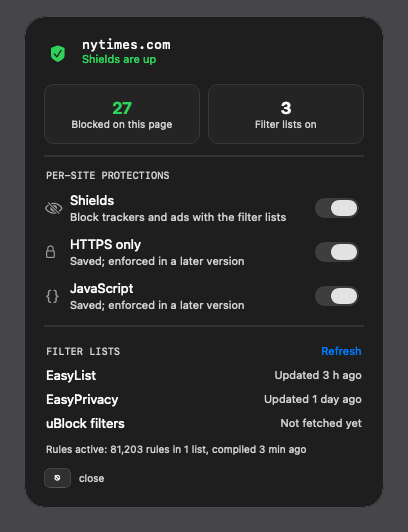 nytimes.com
Shields are up
27
Blocked on this page
3
Filter lists on
PER-SITE PROTECTIONS
Shields
Block trackers and ads with the filter lists
HTTPS only
Saved; enforced in a later version
{} JavaScript
Saved; enforced in a later version
FILTER LISTS Refresh
EasyList Updated 3 h ago
EasyPrivacy Updated 1 day ago
uBlock filters Not fetched yet
Rules active: 81,203 rules in 1 list, compiled 3 min ago
close